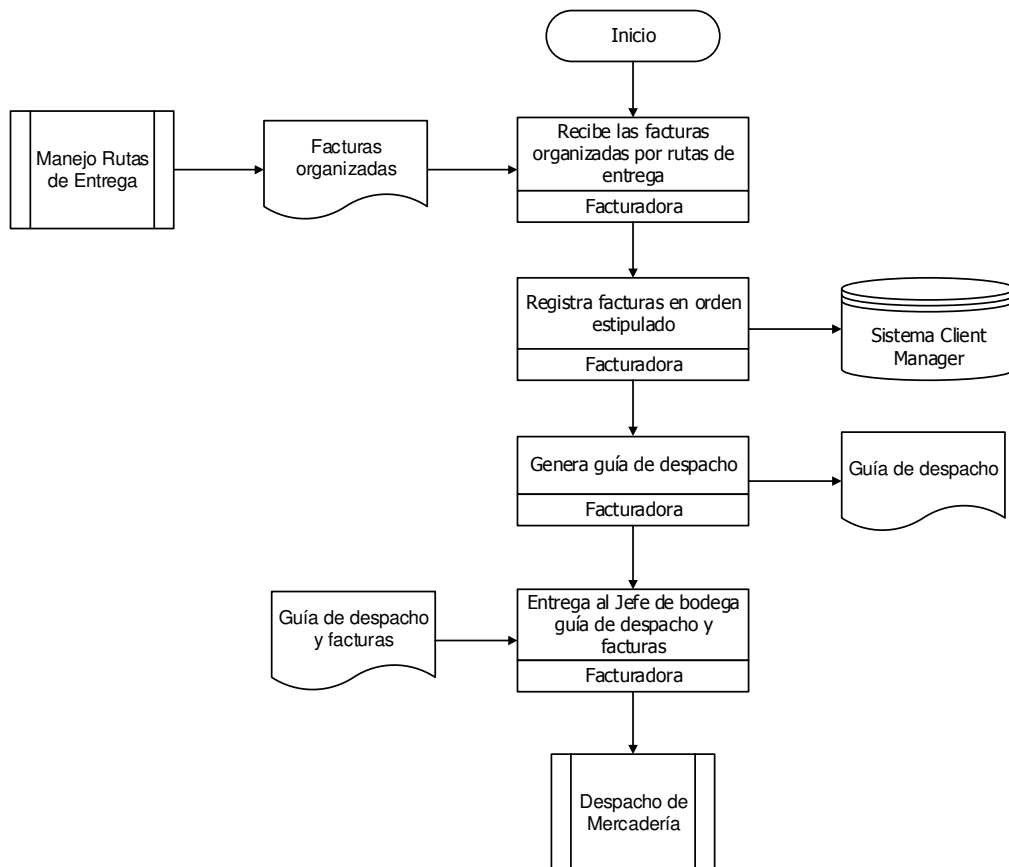 Inicio
Manejo Rutas
de Entrega
Facturas
organizadas
Recibe las facturas
organizadas por rutas de
entrega
Facturadora
Registra facturas en orden
estipulado
Facturadora
Sistema Client
Manager
Genera guía de despacho
Facturadora
Guía de despacho
Guía de despacho
y facturas
Entrega al Jefe de bodega
guía de despacho y
facturas
Facturadora
Despacho de
Mercadería